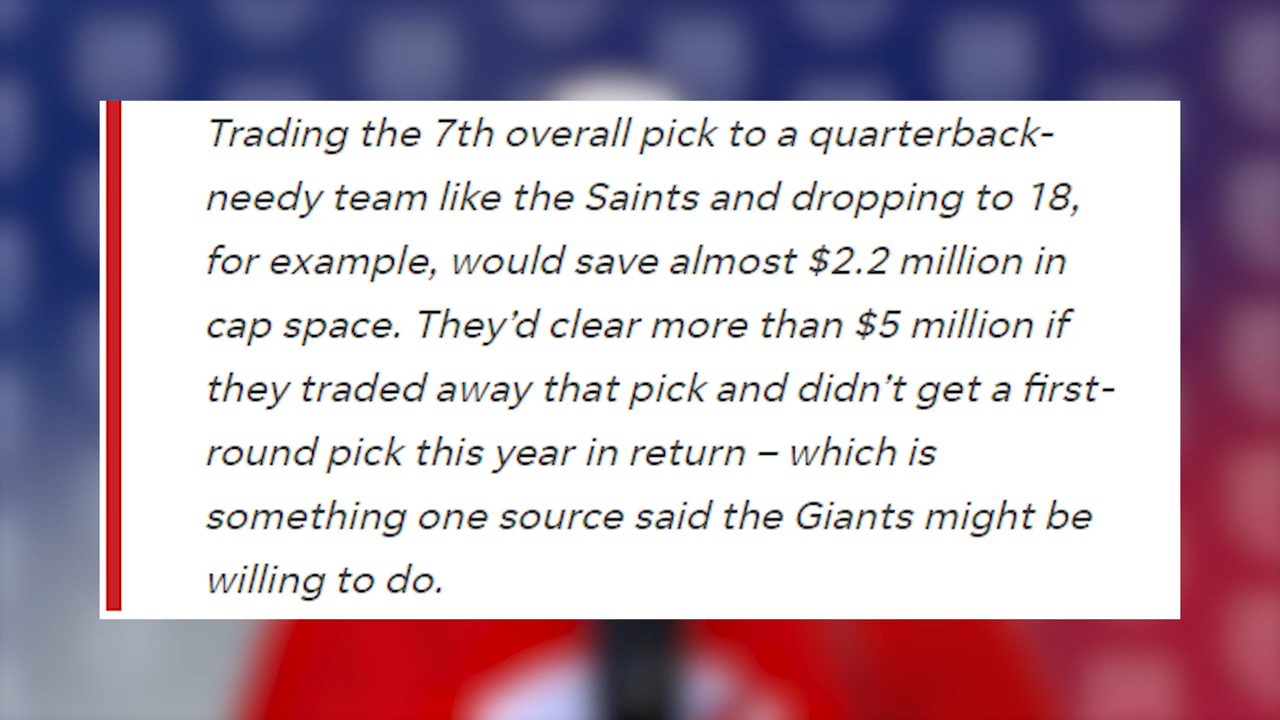 Trading the 7th overall pick to a quarterback-
needy team like the Saints and dropping to 18,
for example, would save almost $2.2 million in
cap space. They’d clear more than $5 million if
they traded away that pick and didn’t get a first-
round pick this year in return – which is
something one source said the Giants might be
willing to do.